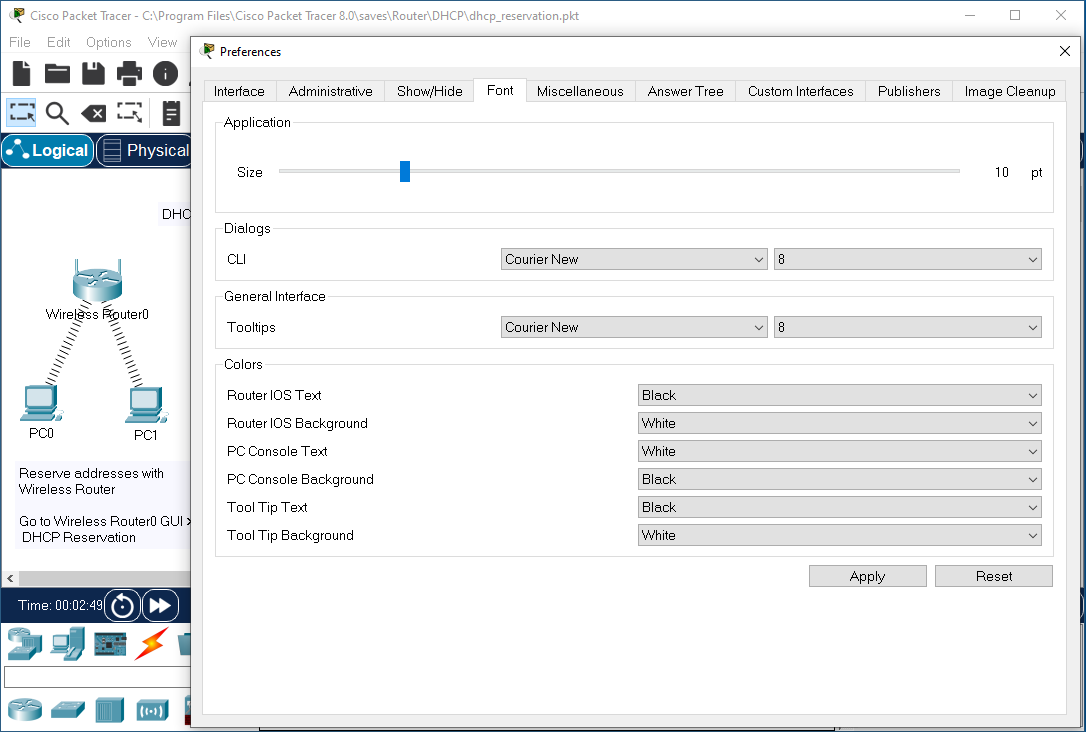 Cisco Packet Tracer - C:\Program Files\Cisco Packet Tracer 8.0\saves\Router\DHCP\dhcp_reservation.pkt
File Edit Options View
Preferences
Interface Administrative Show/Hide Font Miscellaneous Answer Tree Custom Interfaces Publishers Image Cleanup
Application
Size 10 pt
Dialogs
CLI Courier New 8
General Interface
Tooltips Courier New 8
Colors
Router IOS Text Black
Router IOS Background White
PC Console Text White
PC Console Background Black
Tool Tip Text Black
Tool Tip Background White
Apply Reset
Logical Physical
DHC
Wireless Router0
PC0
PC1
Reserve addresses with
Wireless Router
Go to Wireless Router0 GUI >
DHCP Reservation
Time: 00:02:49